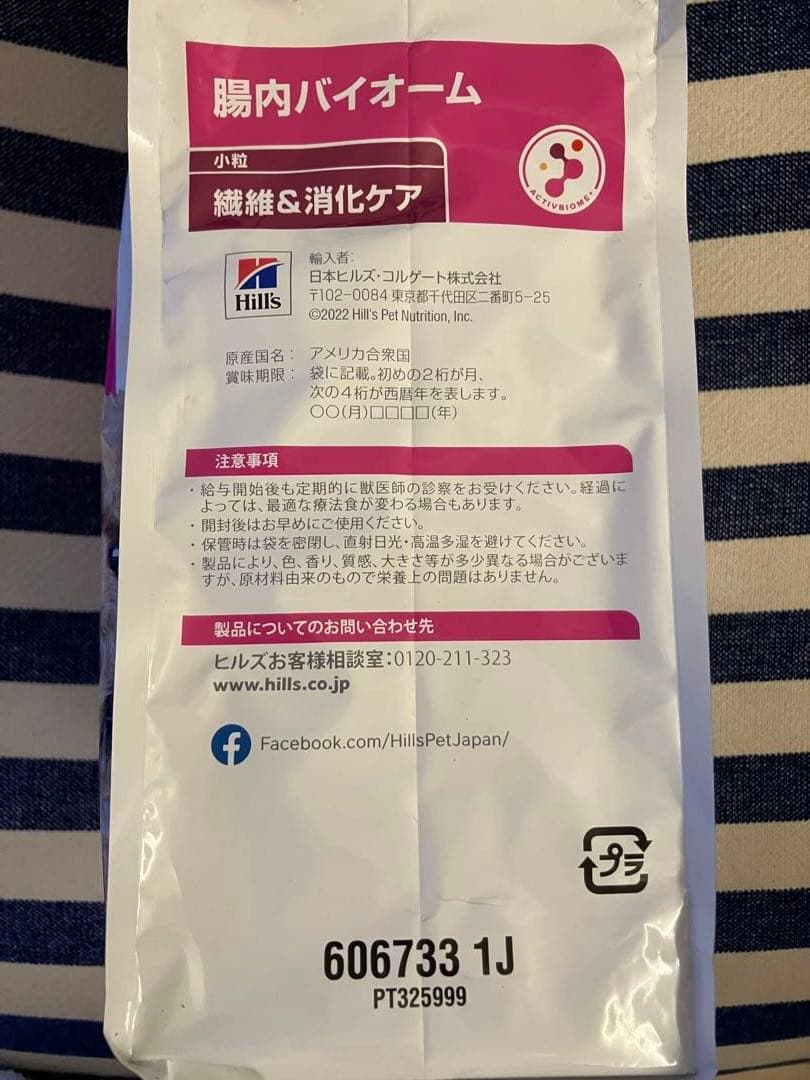 腸内バイオーム
小粒
繊維&消化ケア
ACTIVBIOME+
Hill's
輸入者:
日本ヒルズ・コルゲート株式会社
〒102-0084 東京都千代田区二番町5-25
©2022 Hill's Pet Nutrition, Inc.
原産国名: アメリカ合衆国
賞味期限: 袋に記載。初めの2桁が月、
次の4桁が西暦年を表します。
〇〇(月)□□□□(年)
注意事項
・給与開始後も定期的に獣医師の診察をお受けください。経過に
よっては、最適な療法食が変わる場合もあります。
・開封後はお早めにご使用ください。
・保管時は袋を密閉し、直射日光・高温多湿を避けてください。
・製品により、色、香り、質感、大きさ等が多少異なる場合がございま
すが、原材料由来のもので栄養上の問題はありません。
製品についてのお問い合わせ先
ヒルズお客様相談室:0120-211-323
www.hills.co.jp
Facebook.com/HillsPetJapan/
プラ
606733 1J
PT325999